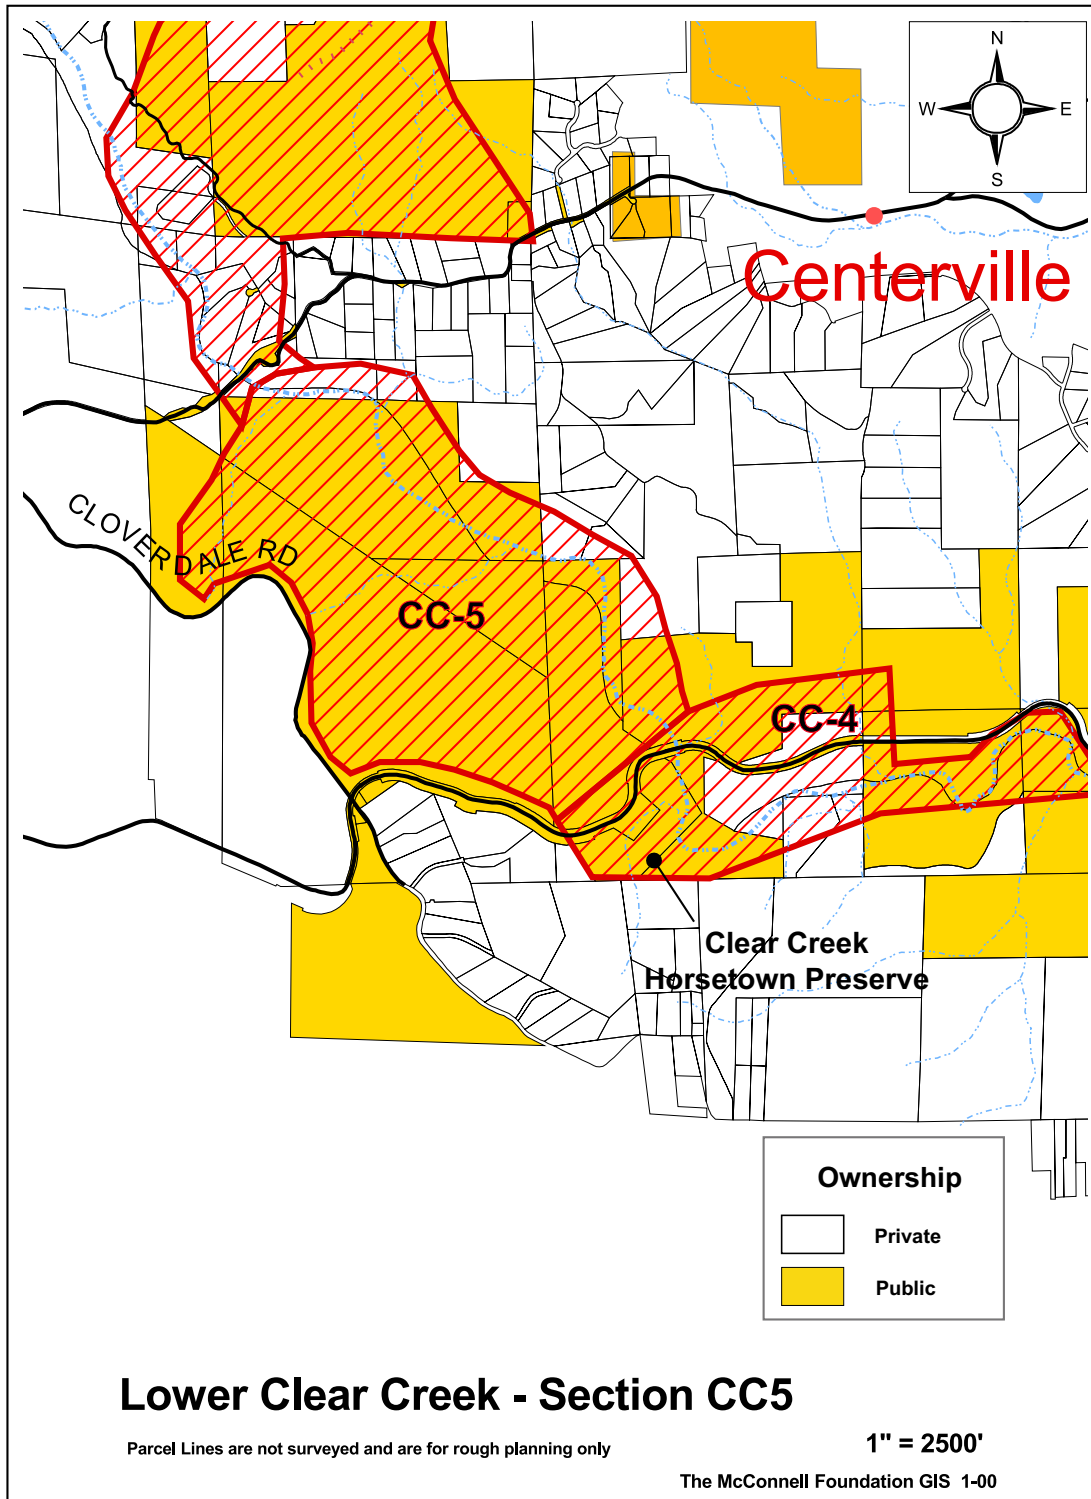 N
W E
S
Centerville
CLOVERDALE RD
CC-5
CC-4
Clear Creek
Horsetown Preserve
Ownership
Private
Public
Lower Clear Creek - Section CC5
Parcel Lines are not surveyed and are for rough planning only
1" = 2500'
The McConnell Foundation GIS 1-00